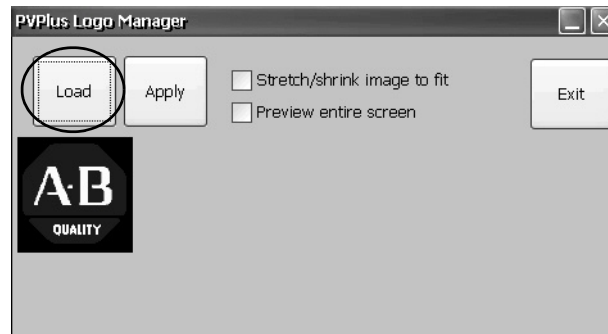 PVPlus Logo Manager
Load
Apply
Stretch/shrink image to fit
Preview entire screen
Exit
A·B
QUALITY